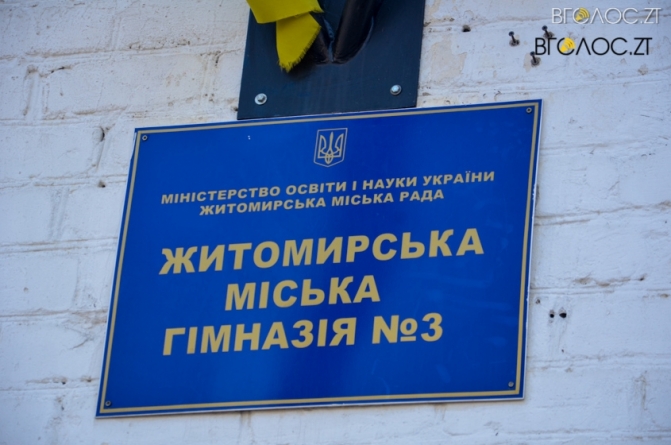 ВГОЛОС.ZT
ВГОЛОС.ZT
МІНІСТЕРСТВО ОСВІТИ І НАУКИ УКРАЇНИ
ЖИТОМИРСЬКА МІСЬКА РАДА
ЖИТОМИРСЬКА
МІСЬКА
ГІМНАЗІЯ №3